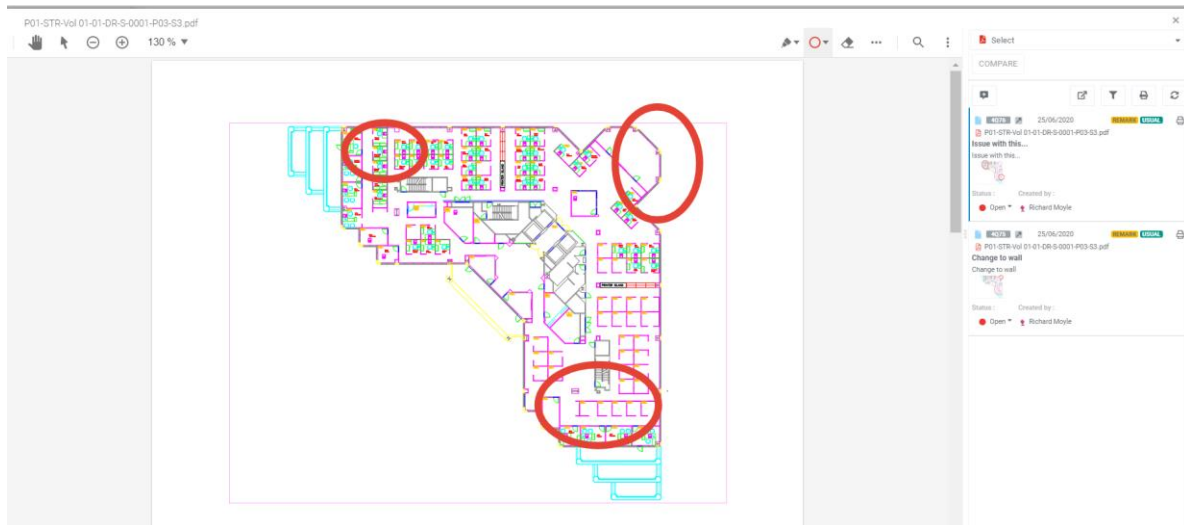 P01-STR-Vol 01-01-DR-S-0001-P03-S3.pdf
130 %
Select
COMPARE
25/06/2020 REMARK USUAL
P01-STR-Vol 01-01-DR-S-0001-P03-S3.pdf
Issue with this...
Issue with this...
Status : Created by :
Open Richard Moyle
25/06/2020 REMARK USUAL
P01-STR-Vol 01-01-DR-S-0001-P03-S3.pdf
Change to wall
Change to wall
Status : Created by :
Open Richard Moyle